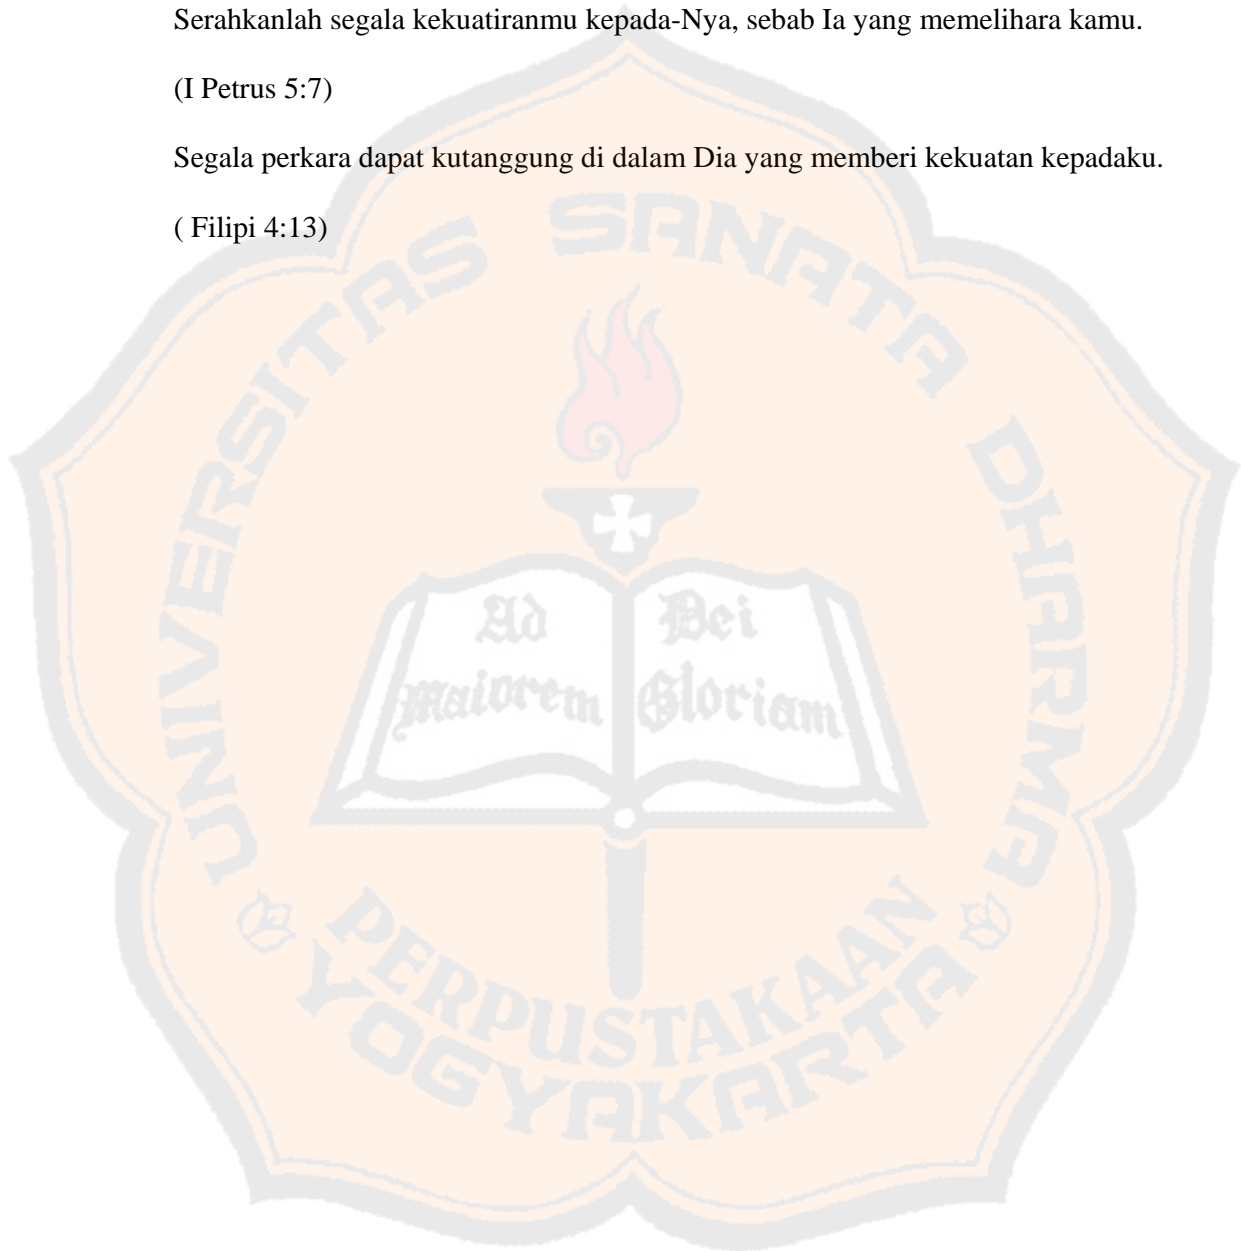 Serahkanlah segala kekuatiranmu kepada-Nya, sebab Ia yang memelihara kamu.
(I Petrus 5:7)
Segala perkara dapat kutanggung di dalam Dia yang memberi kekuatan kepadaku.
( Filipi 4:13)
UNIVERSITAS SANATA DHARMA
Ad Dei
Maiorem Gloriam
PERPUSTAKAAN
YOGYAKARTA